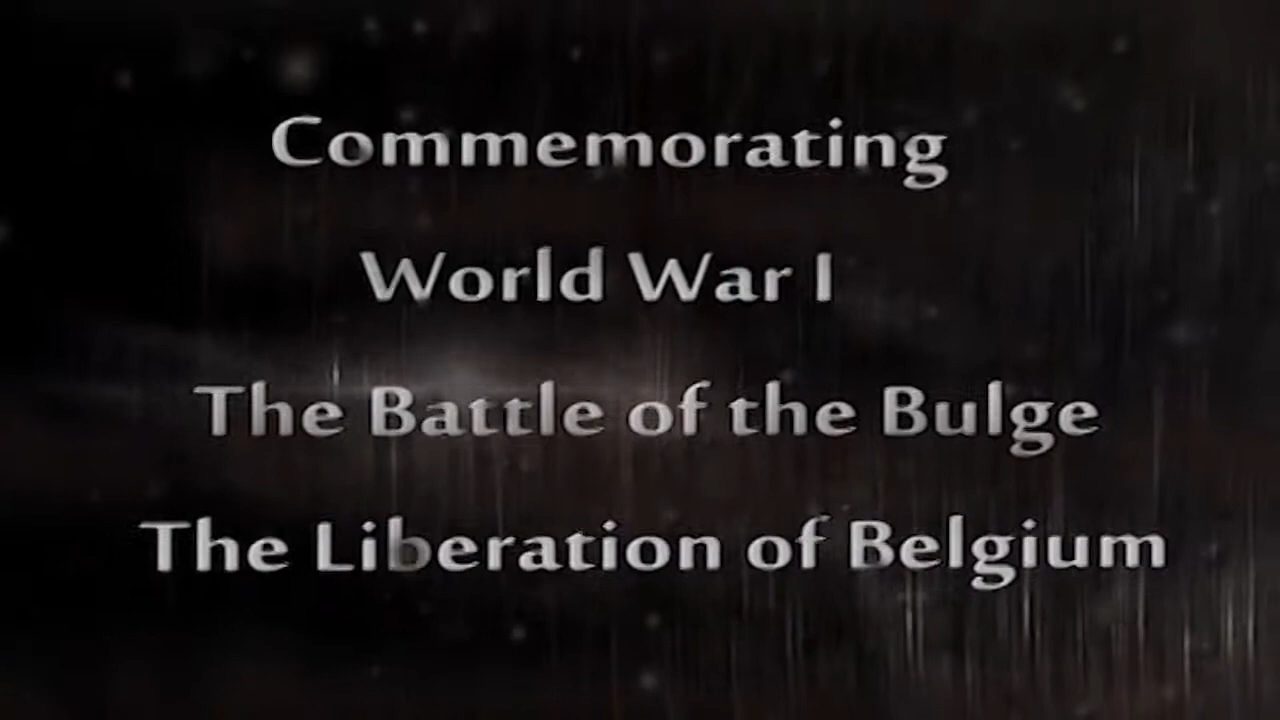 Commemorating
World War I
The Battle of the Bulge
The Liberation of Belgium